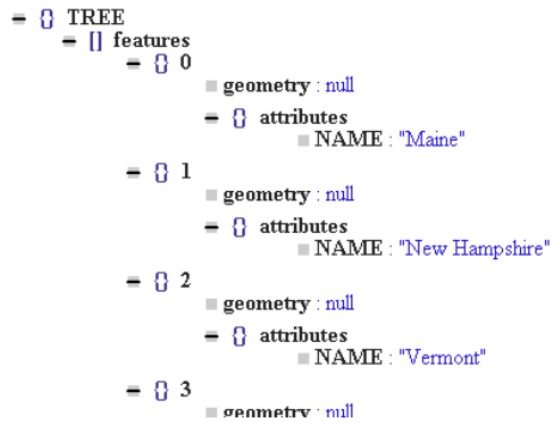 {} TREE
[] features
{} 0
geometry : null
{} attributes
NAME : "Maine"
{} 1
geometry : null
{} attributes
NAME : "New Hampshire"
{} 2
geometry : null
{} attributes
NAME : "Vermont"
{} 3
geometry : null